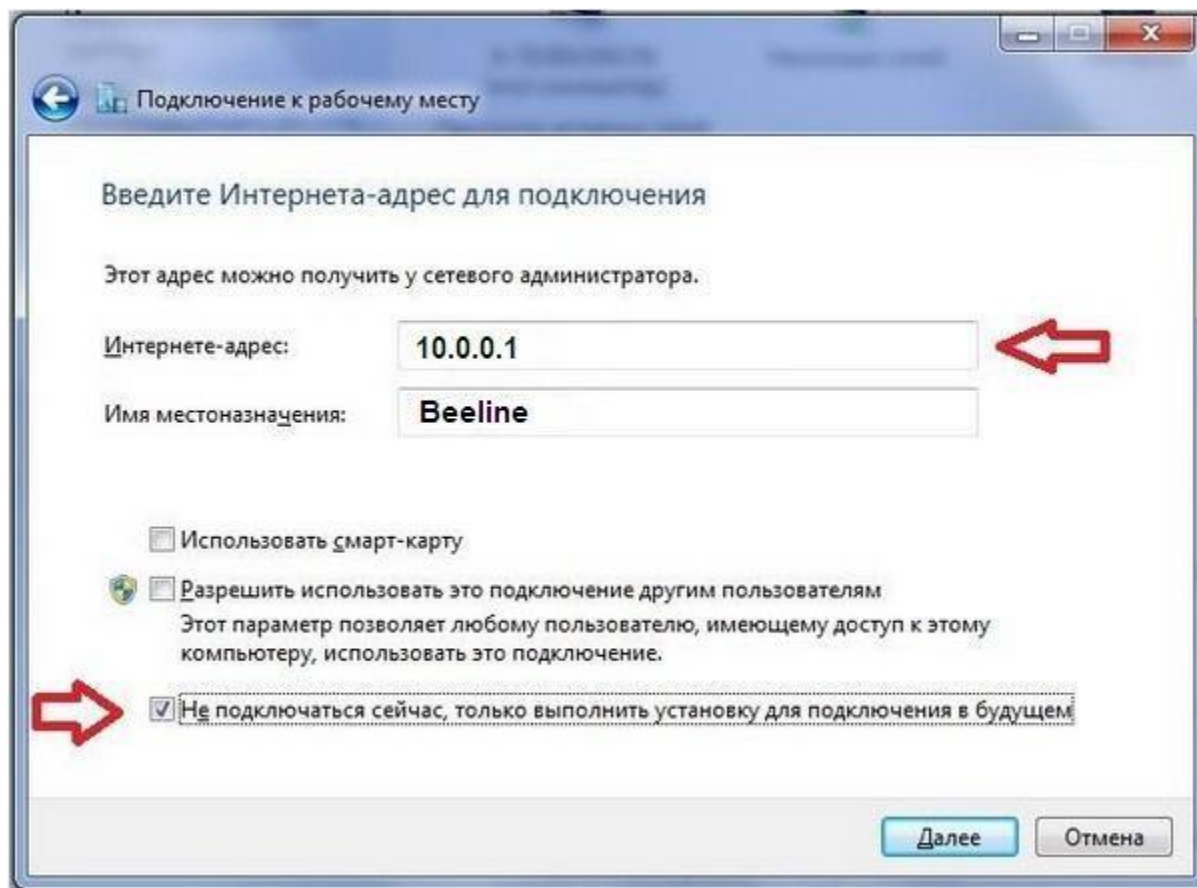 Подключение к рабочему месту
Введите Интернета-адрес для подключения
Этот адрес можно получить у сетевого администратора.
Интернете-адрес: 10.0.0.1
Имя местоназначения: Beeline
Использовать смарт-карту
Разрешить использовать это подключение другим пользователям
Этот параметр позволяет любому пользователю, имеющему доступ к этому
компьютеру, использовать это подключение.
Не подключаться сейчас, только выполнить установку для подключения в будущем
Далее Отмена